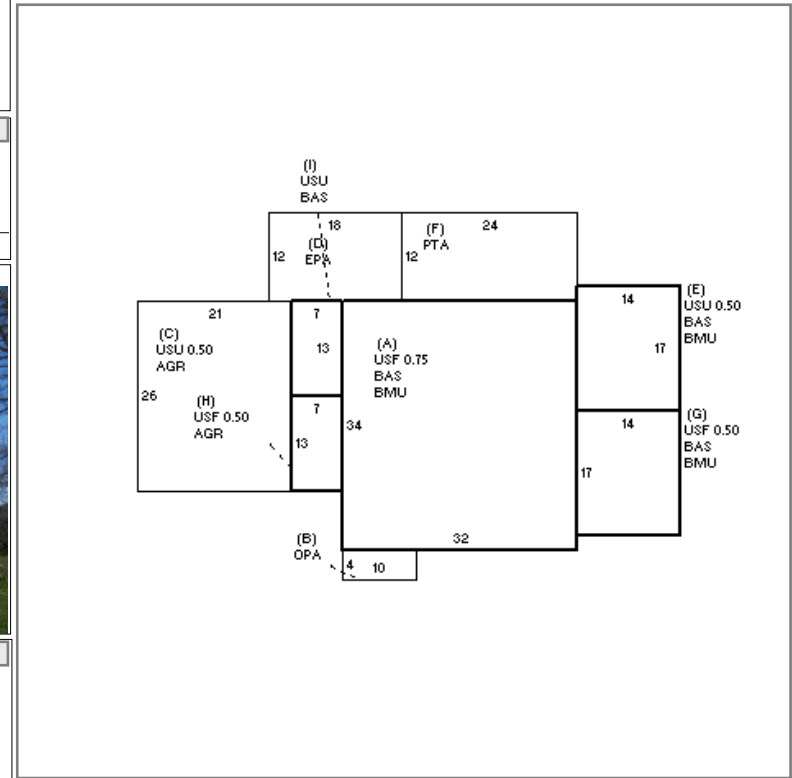 (I)
USU
BAS
18
(D)
EPA
12
(F)
PTA
24
12
21
(C)
USU 0.50
AGR
26
(H)
USF 0.50
AGR
7
13
7
13
(A)
USF 0.75
BAS
BMU
34
32
14
17
(E)
USU 0.50
BAS
BMU
14
17
(G)
USF 0.50
BAS
BMU
(B)
OPA
4
10